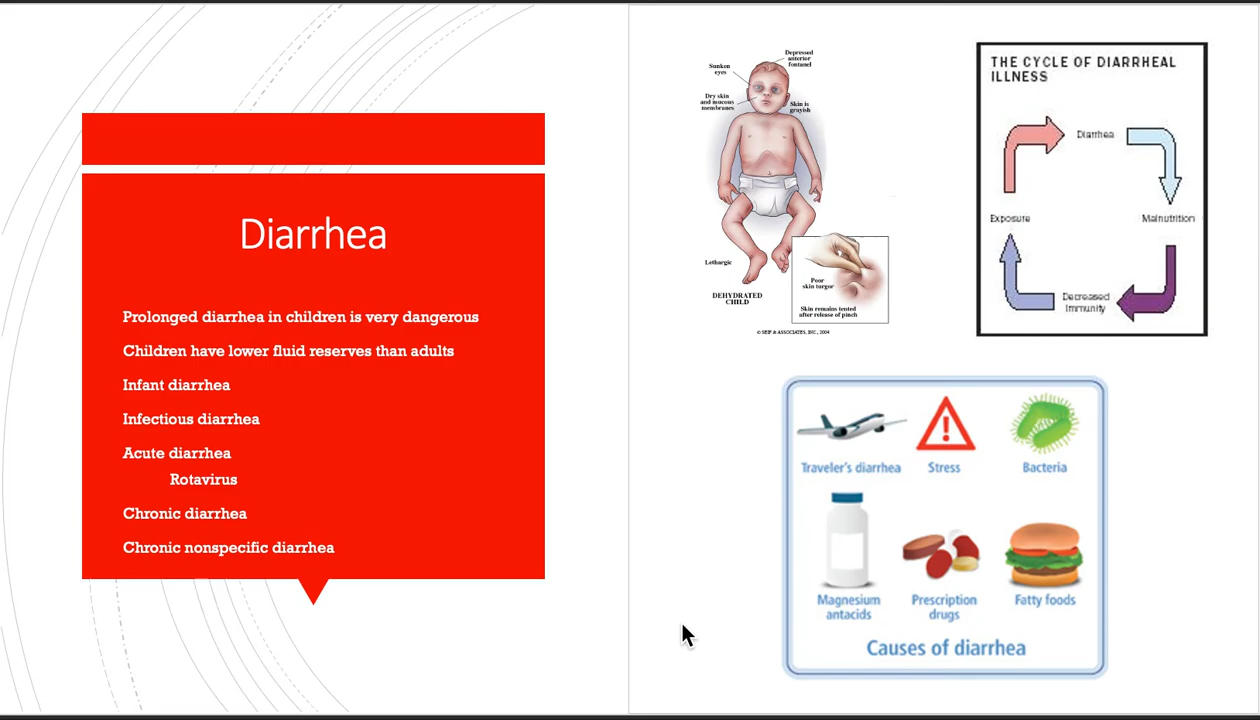 Diarrhea
Prolonged diarrhea in children is very dangerous
Children have lower fluid reserves than adults
Infant diarrhea
Infectious diarrhea
Acute diarrhea
Rotavirus
Chronic diarrhea
Chronic nonspecific diarrhea
Depressed
anterior
fontanel
Sunken
eyes
Dry skin
and mucous
membranes
Skin is
grayish
Lethargic
DEHYDRATED
CHILD
Poor
skin turgor
Skin remains tented
after release of pinch
© SEIF & ASSOCIATES, INC., 2004
THE CYCLE OF DIARRHEAL
ILLNESS
Diarrhea
Exposure
Malnutrition
Decreased
Immunity
Traveler's diarrhea
Stress
Bacteria
Magnesium
antacids
Prescription
drugs
Fatty foods
Causes of diarrhea